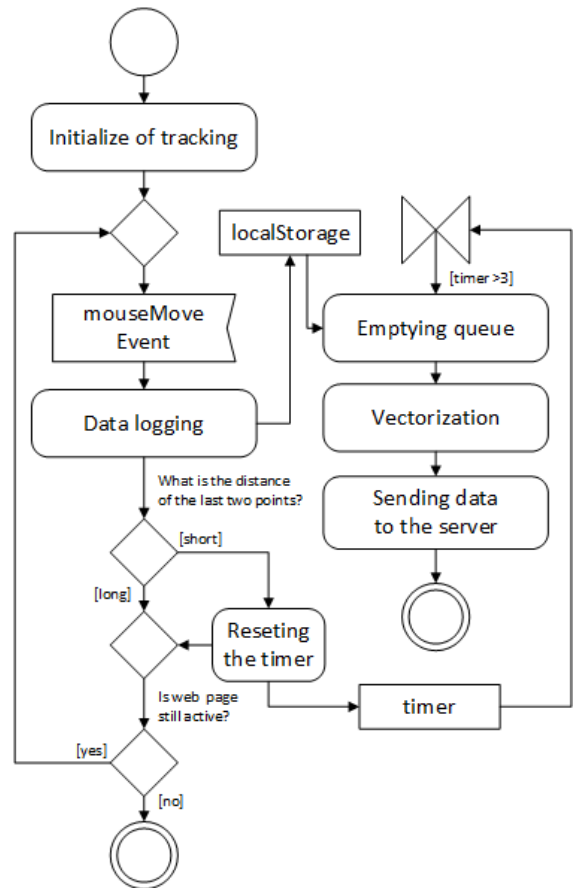 Initialize of tracking
mouseMove
Event
Data logging
localStorage
[timer >3]
Emptying queue
Vectorization
Sending data
to the server
What is the distance
of the last two points?
[short]
[long]
Reseting
the timer
timer
Is web page
still active?
[yes]
[no]